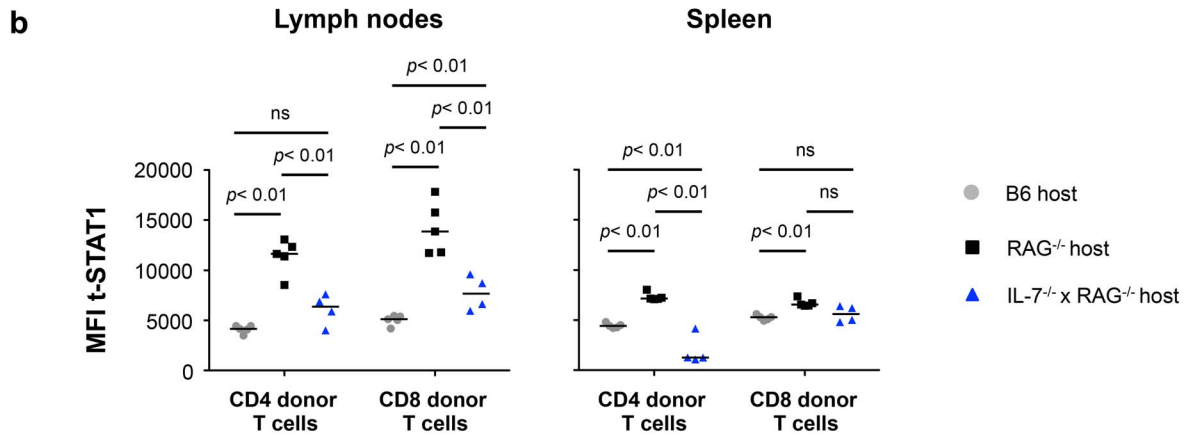 b
Lymph nodes
Spleen
p< 0.01
p< 0.01
ns
p< 0.01
p< 0.01
p< 0.01
p< 0.01
ns
p< 0.01
ns
p< 0.01
p< 0.01
MFI t-STAT1
20000
15000
10000
5000
0
CD4 donor
T cells
CD8 donor
T cells
CD4 donor
T cells
CD8 donor
T cells
B6 host
RAG⁻/⁻ host
IL-7⁻/⁻ x RAG⁻/⁻ host